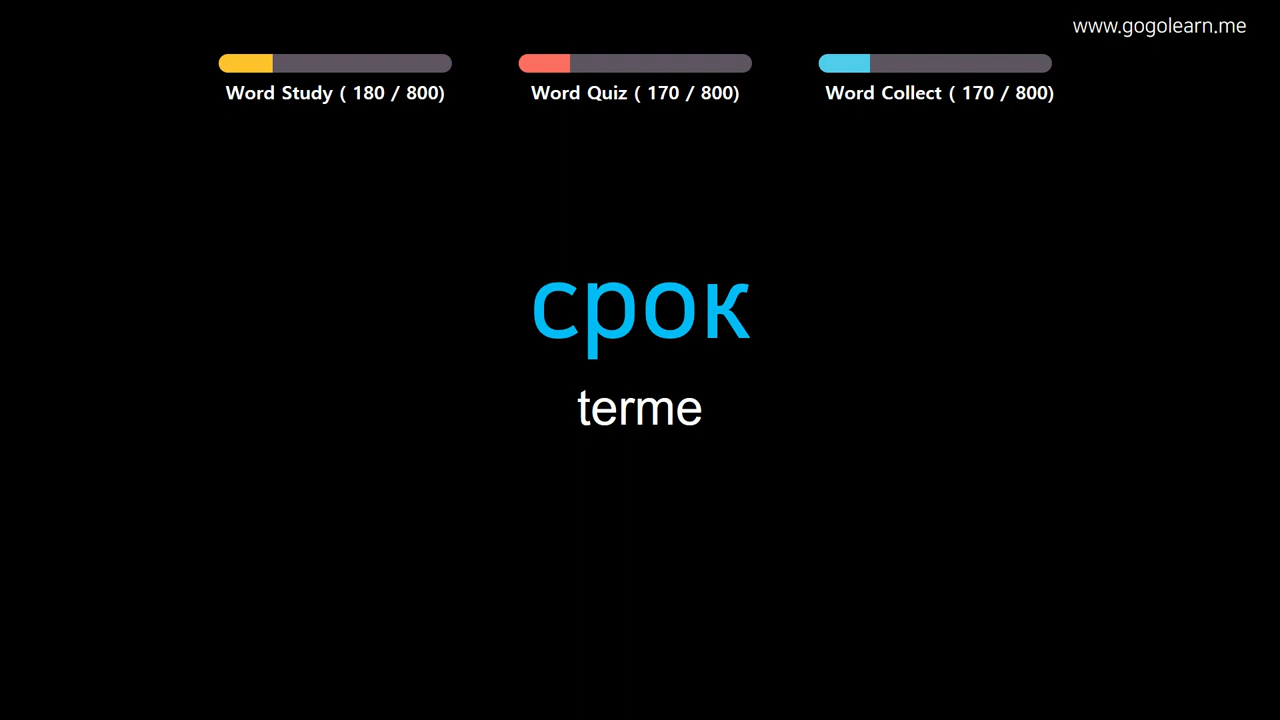 www.gogolearn.me
Word Study ( 180 / 800)
Word Quiz ( 170 / 800)
Word Collect ( 170 / 800)
срок
terme